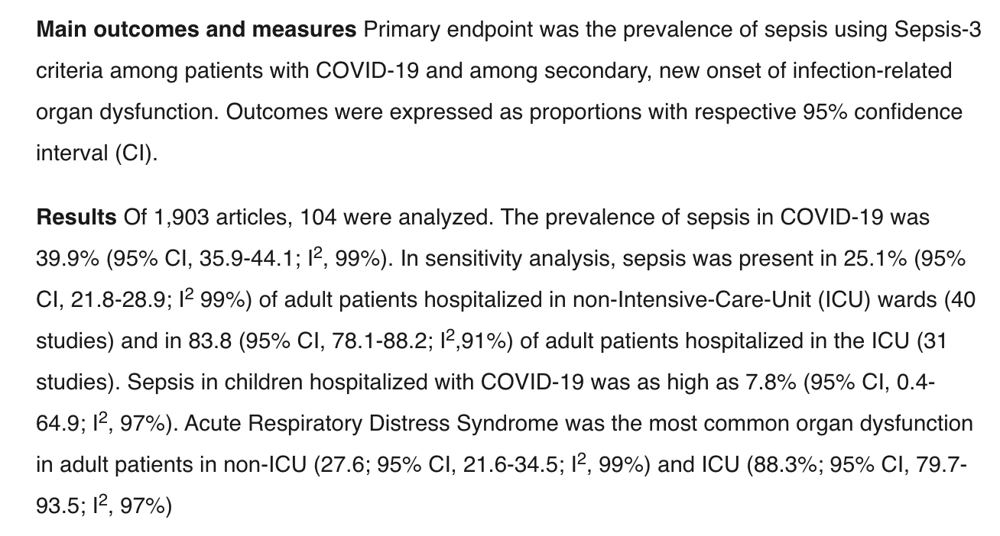 Main outcomes and measures Primary endpoint was the prevalence of sepsis using Sepsis-3
criteria among patients with COVID-19 and among secondary, new onset of infection-related
organ dysfunction. Outcomes were expressed as proportions with respective 95% confidence
interval (CI).
Results Of 1,903 articles, 104 were analyzed. The prevalence of sepsis in COVID-19 was
39.9% (95% CI, 35.9-44.1; I², 99%). In sensitivity analysis, sepsis was present in 25.1% (95%
CI, 21.8-28.9; I² 99%) of adult patients hospitalized in non-Intensive-Care-Unit (ICU) wards (40
studies) and in 83.8 (95% CI, 78.1-88.2; I²,91%) of adult patients hospitalized in the ICU (31
studies). Sepsis in children hospitalized with COVID-19 was as high as 7.8% (95% CI, 0.4-
64.9; I², 97%). Acute Respiratory Distress Syndrome was the most common organ dysfunction
in adult patients in non-ICU (27.6; 95% CI, 21.6-34.5; I², 99%) and ICU (88.3%; 95% CI, 79.7-
93.5; I², 97%)